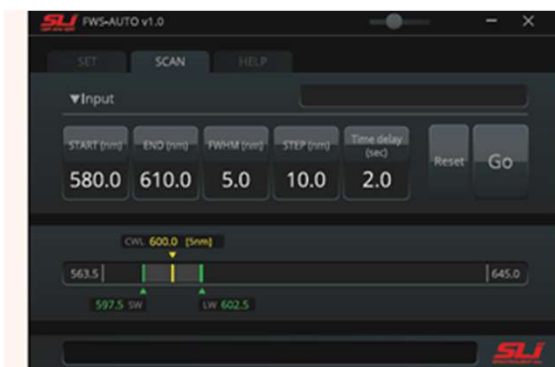 SLi FWS-AUTO v1.0
SET SCAN HELP
▼Input
START (nm) END (nm) FWHM (nm) STEP (nm) Time delay (sec)
580.0 610.0 5.0 10.0 2.0
Reset Go
CWL 600.0 [5nm]
563.5 645.0
597.5 SW LW 602.5
SLi